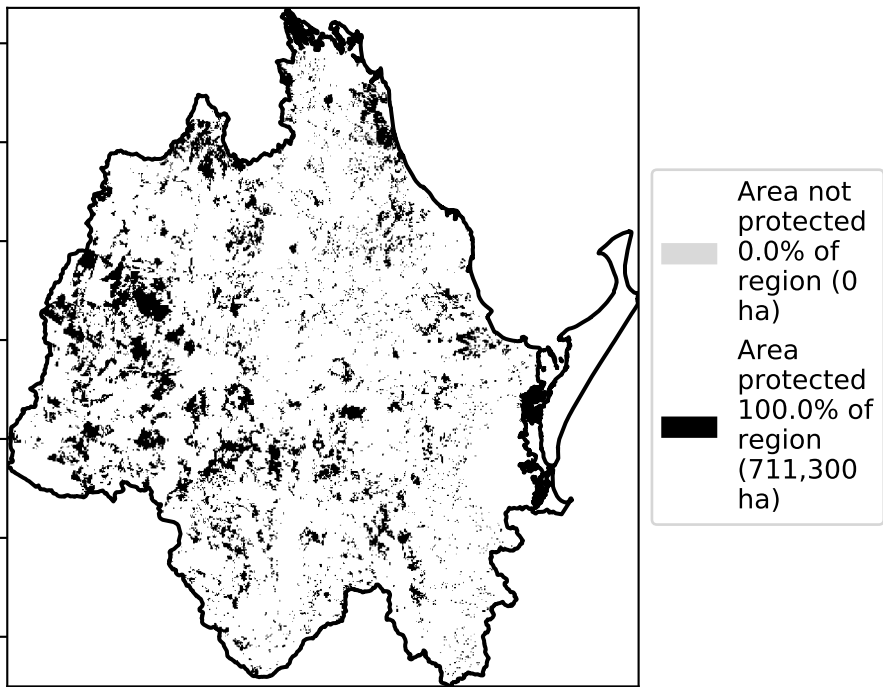 Area not
protected
0.0% of
region (0
ha)
Area
protected
100.0% of
region
(711,300
ha)